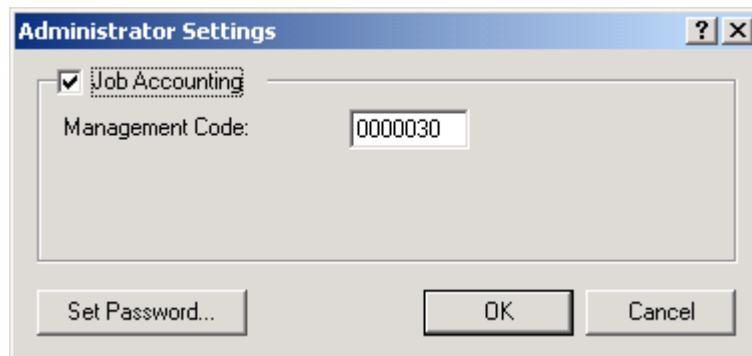 Administrator Settings
Job Accounting
Management Code: 0000030
Set Password... OK Cancel